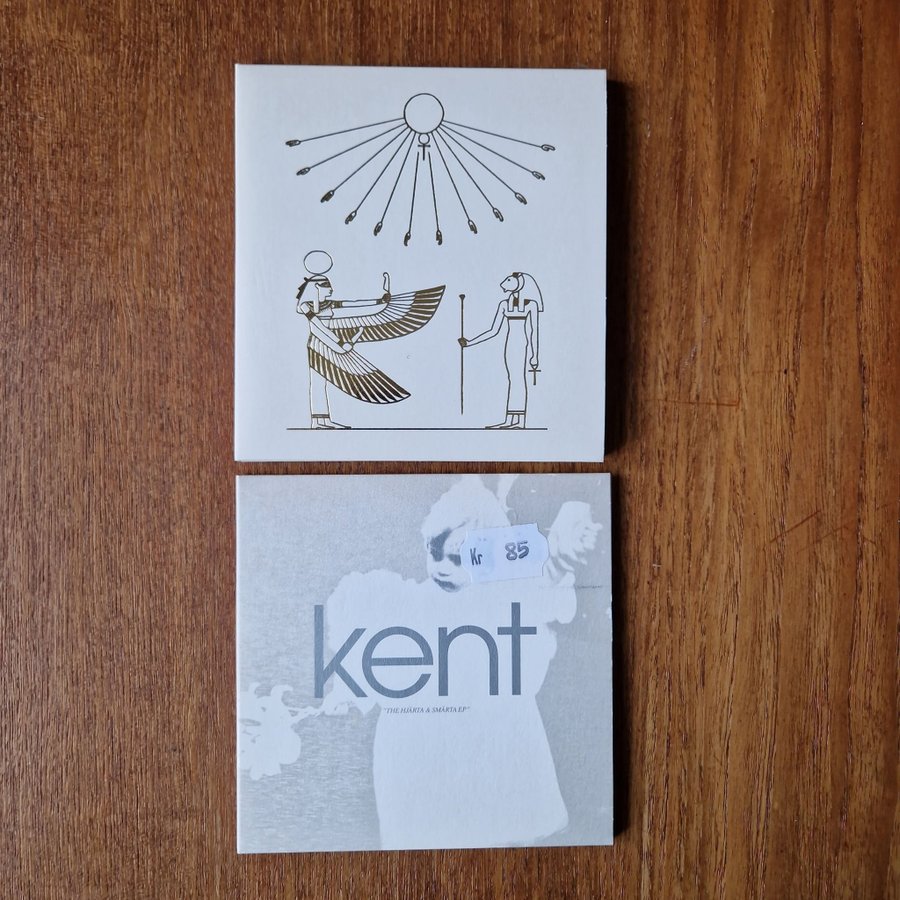 Kr 85
kent
"THE HJÄRTA & SMÄRTA EP"